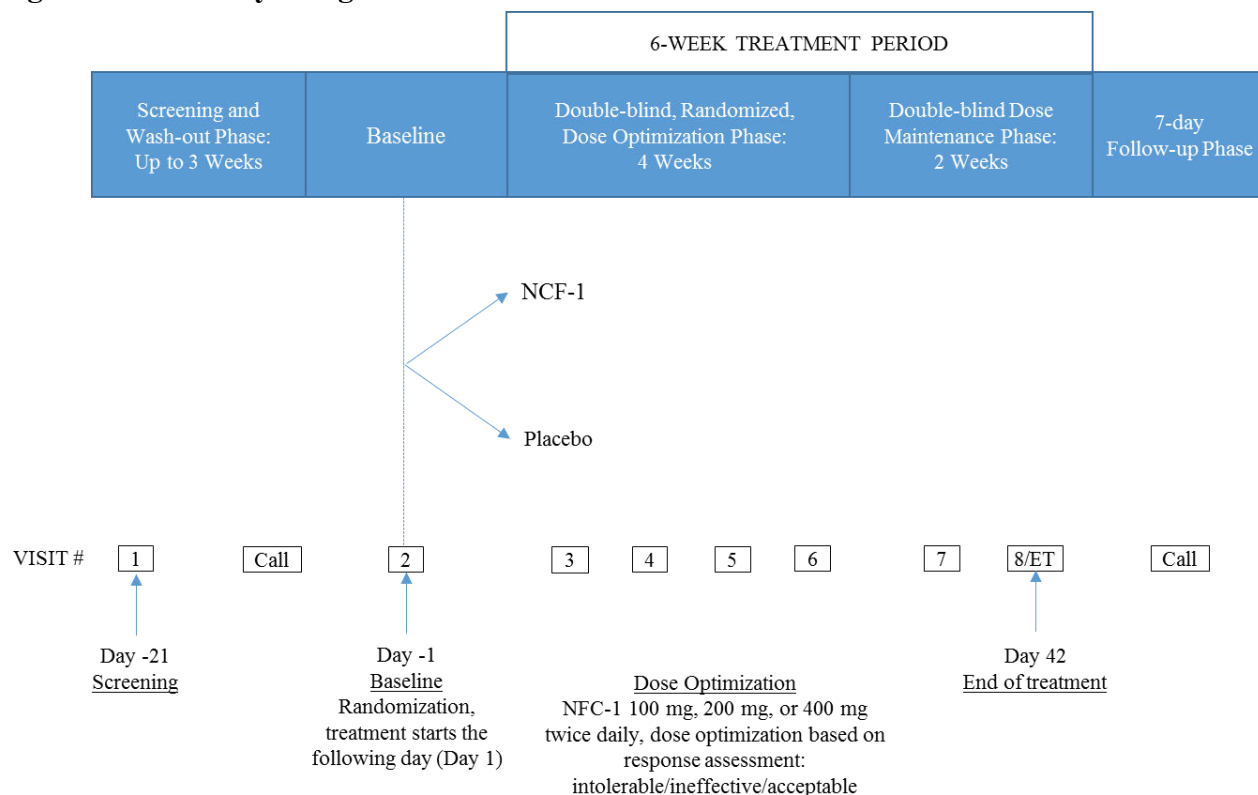 6-WEEK TREATMENT PERIOD
Screening and
Wash-out Phase:
Up to 3 Weeks
Baseline
Double-blind, Randomized,
Dose Optimization Phase:
4 Weeks
Double-blind Dose
Maintenance Phase:
2 Weeks
7-day
Follow-up Phase
NCF-1
Placebo
VISIT #
1
Call
2
3
4
5
6
7
8/ET
Call
Day -21
Screening
Day -1
Baseline
Randomization,
treatment starts the
following day (Day 1)
Dose Optimization
NFC-1 100 mg, 200 mg, or 400 mg
twice daily, dose optimization based on
response assessment:
intolerable/ineffective/acceptable
Day 42
End of treatment